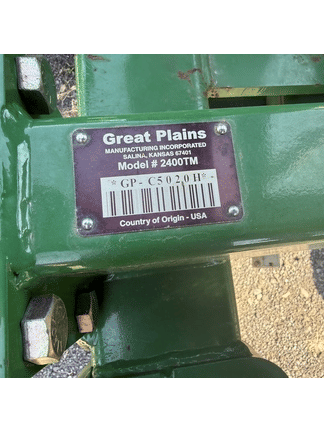 Great Plains
MANUFACTURING INCORPORATED
SALINA, KANSAS 67401
Model # 2400TM
*GP-C5020H*
Country of Origin - USA